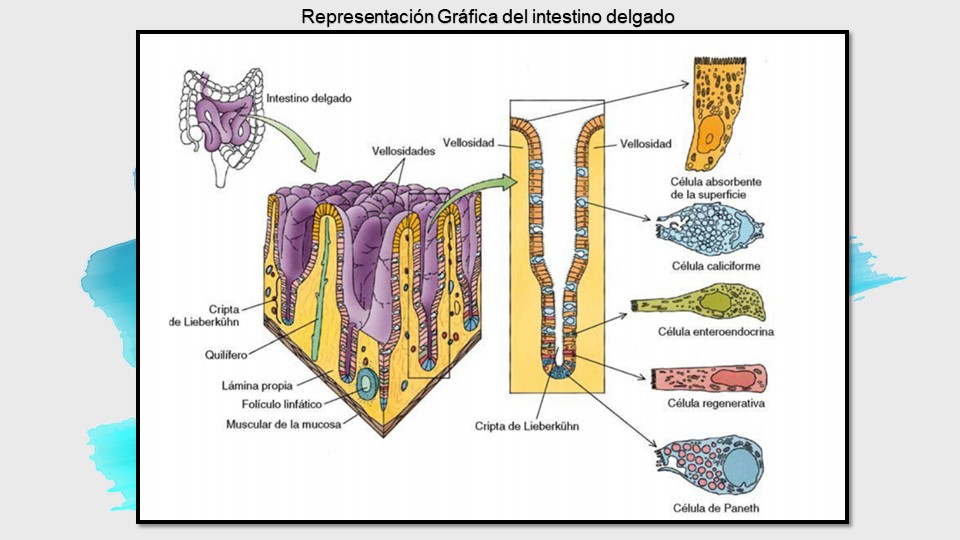 Representación Gráfica del intestino delgado
Intestino delgado
Vellosidades
Vellosidad
Vellosidad
Célula absorbente
de la superficie
Célula caliciforme
Célula enteroendocrina
Célula regenerativa
Célula de Paneth
Cripta
de Lieberkühn
Quilífero
Lámina propia
Folículo linfático
Muscular de la mucosa
Cripta de Lieberkühn